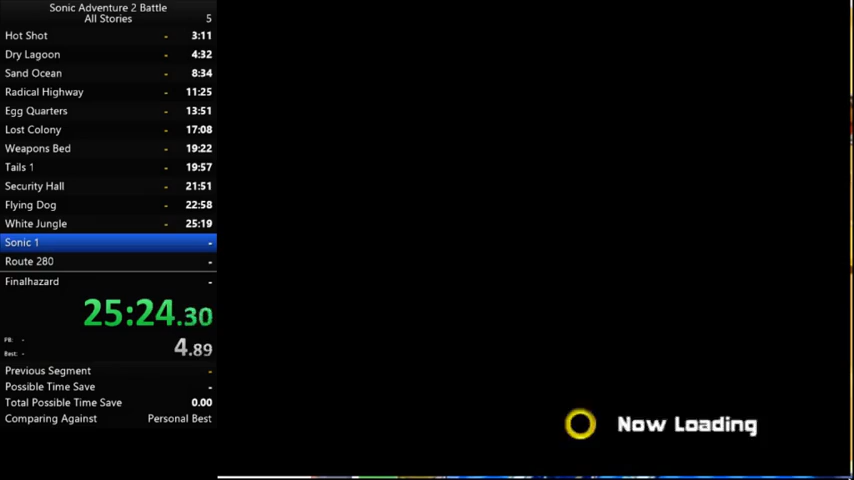 Sonic Adventure 2 Battle
All Stories 5
Hot Shot - 3:11
Dry Lagoon - 4:32
Sand Ocean - 8:34
Radical Highway - 11:25
Egg Quarters - 13:51
Lost Colony - 17:08
Weapons Bed - 19:22
Tails 1 - 19:57
Security Hall - 21:51
Flying Dog - 22:58
White Jungle - 25:19
Sonic 1 -
Route 280 -
Finalhazard -
25:24.30
PB: -
Best: - 4.89
Previous Segment -
Possible Time Save -
Total Possible Time Save 0.00
Comparing Against Personal Best
Now Loading